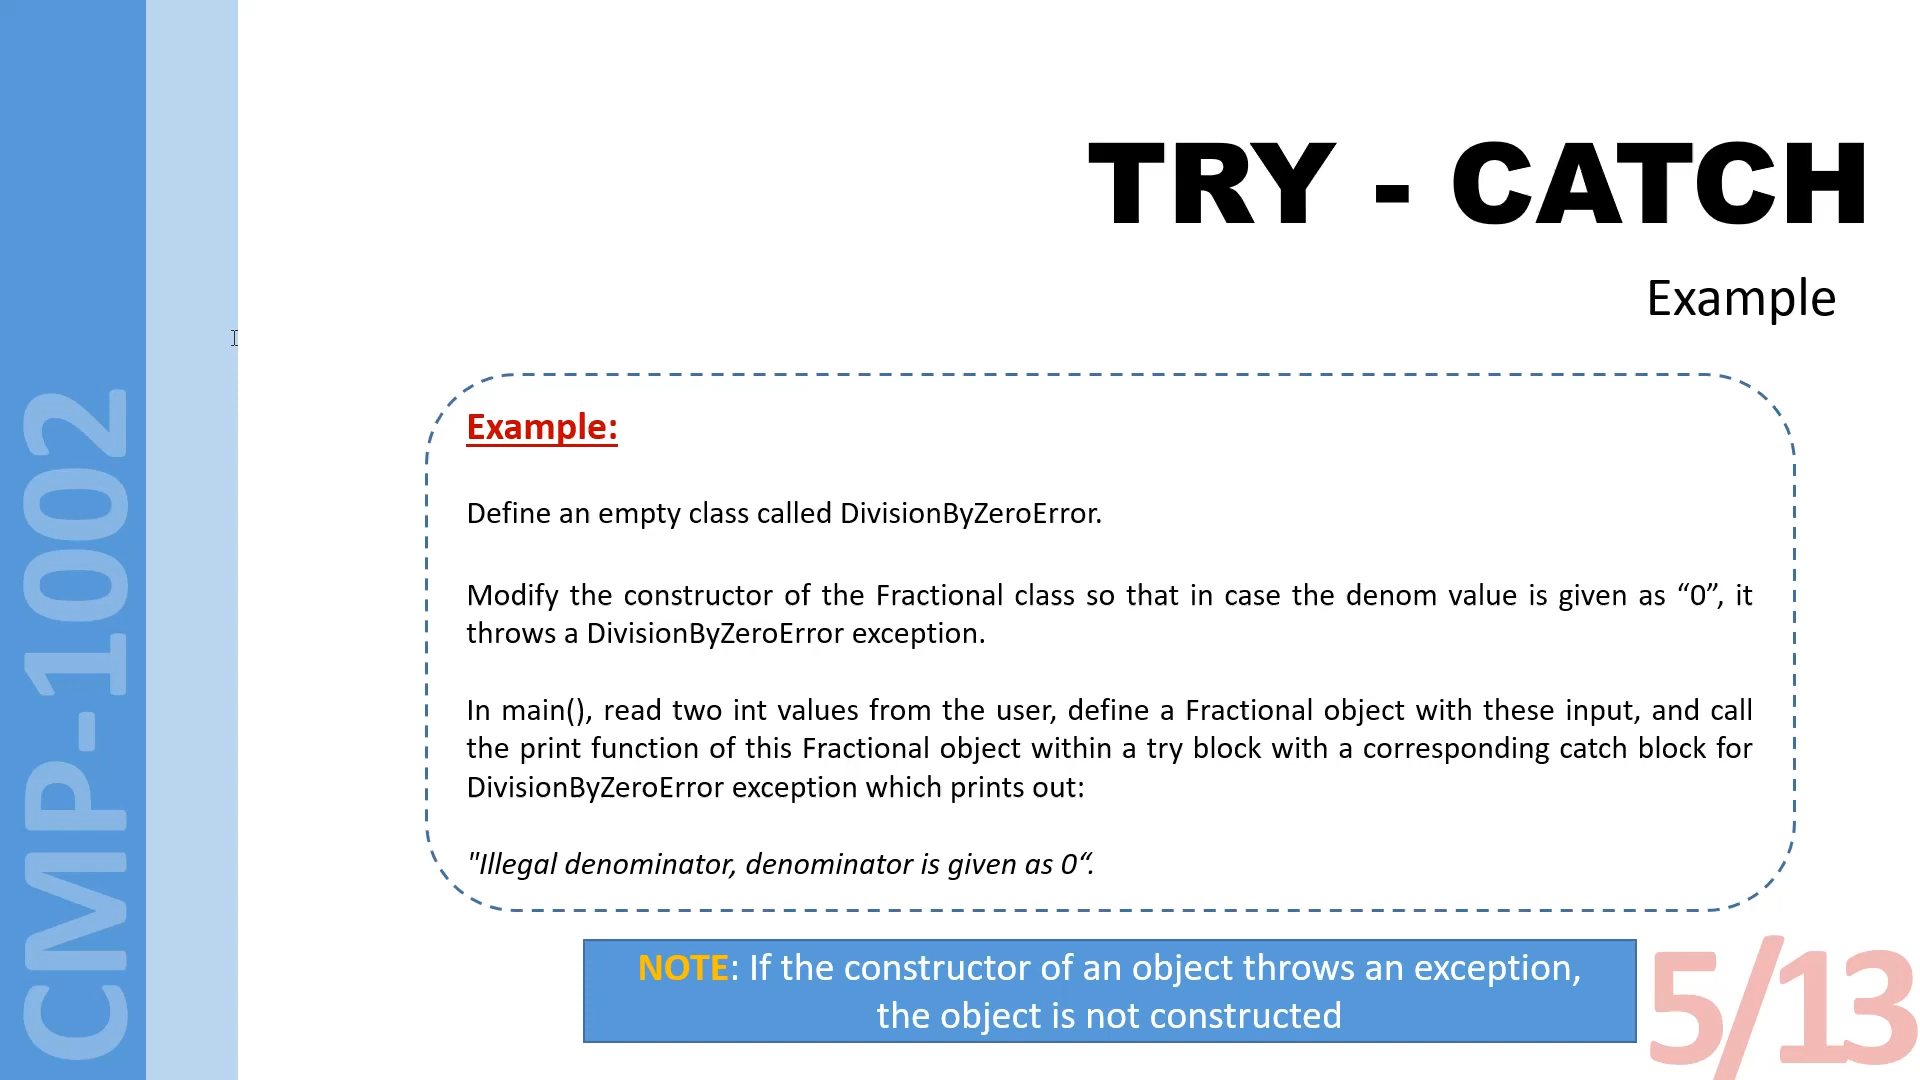 CMP-1002
TRY - CATCH
Example
Example:
Define an empty class called DivisionByZeroError.
Modify the constructor of the Fractional class so that in case the denom value is given as “0”, it
throws a DivisionByZeroError exception.
In main(), read two int values from the user, define a Fractional object with these input, and call
the print function of this Fractional object within a try block with a corresponding catch block for
DivisionByZeroError exception which prints out:
"Illegal denominator, denominator is given as 0“.
NOTE: If the constructor of an object throws an exception,
the object is not constructed
5/13